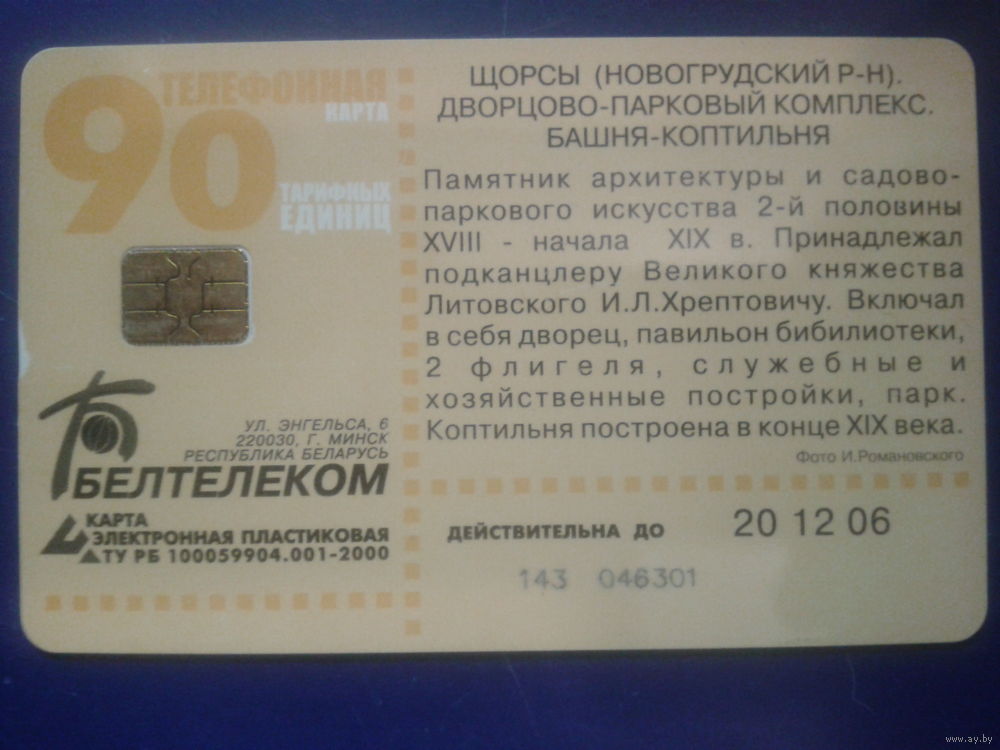 90
ТЕЛЕФОННАЯ
КАРТА
ТАРИФНЫХ
ЕДИНИЦ
УЛ. ЭНГЕЛЬСА, 6
220030, Г. МИНСК
РЕСПУБЛИКА БЕЛАРУСЬ
БЕЛТЕЛЕКОМ
КАРТА
ЭЛЕКТРОННАЯ ПЛАСТИКОВАЯ
ТУ РБ 100059904.001-2000
ЩОРСЫ (НОВОГРУДСКИЙ Р-Н).
ДВОРЦОВО-ПАРКОВЫЙ КОМПЛЕКС.
БАШНЯ-КОПТИЛЬНЯ
Памятник архитектуры и садово-
паркового искусства 2-й половины
XVIII - начала XIX в. Принадлежал
подканцлеру Великого княжества
Литовского И.Л.Хрептовичу. Включал
в себя дворец, павильон бибилиотеки,
2 флигеля, служебные и
хозяйственные постройки, парк.
Коптильня построена в конце XIX века.
Фото И.Романовского
ДЕЙСТВИТЕЛЬНА ДО 20 12 06
143 046301
www.ay.by